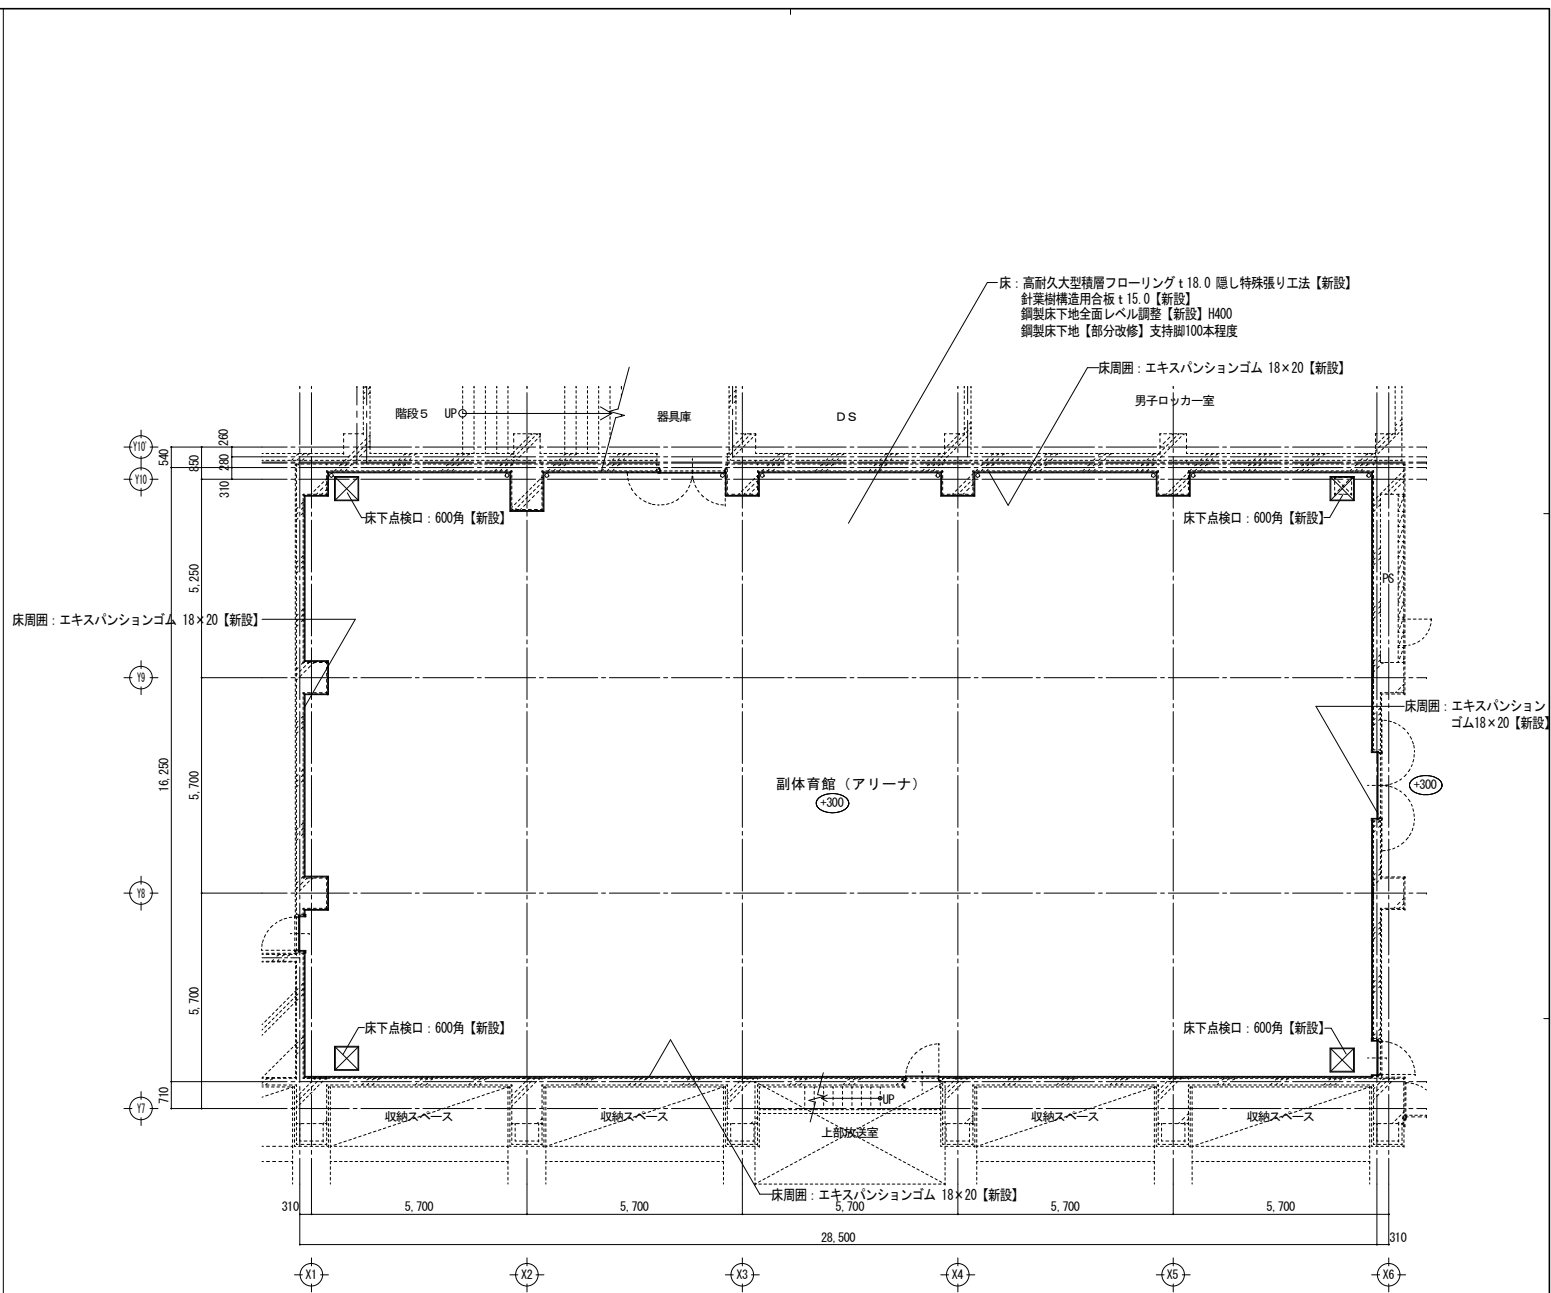 床：高耐久大型積層フローリングｔ18.0 隠し特殊張り工法【新設】
針葉樹構造用合板ｔ15.0【新設】
鋼製床下地全面レベル調整【新設】H400
鋼製床下地【部分改修】支持脚100本程度
床周囲：エキスパンションゴム 18×20【新設】
階段５ UP
器具庫
ＤＳ
男子ロッカー室
Y10'
Y10
540
850
260
280
310
床下点検口：600角【新設】
床下点検口：600角【新設】
PS
5,250
床周囲：エキスパンションゴム 18×20【新設】
Y9
床周囲：エキスパンション
ゴム18×20【新設】
16,250
5,700
副体育館（アリーナ）
+300
+300
Y8
5,700
床下点検口：600角【新設】
床下点検口：600角【新設】
710
Y7
収納スペース
収納スペース
UP
上部放送室
収納スペース
収納スペース
床周囲：エキスパンションゴム 18×20【新設】
310
5,700
5,700
5,700
5,700
5,700
28,500
310
X1
X2
X3
X4
X5
X6